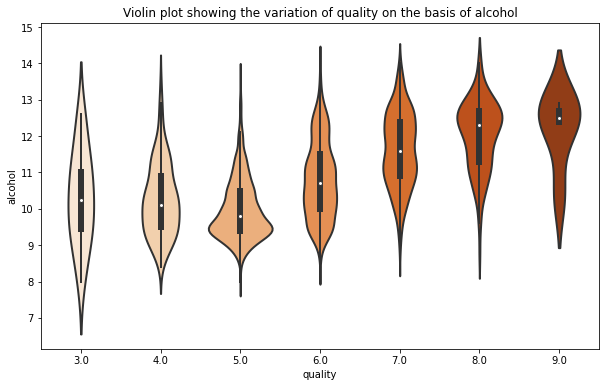 Violin plot showing the variation of quality on the basis of alcohol
15
14
13
12
11
10
9
8
7
alcohol
3.0 4.0 5.0 6.0 7.0 8.0 9.0
quality